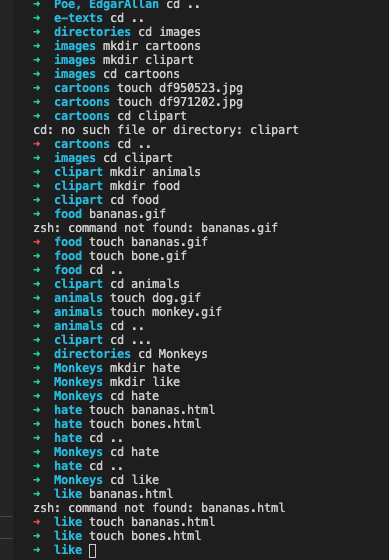 ➜ Poe, EdgarAllan cd ..
➜ e-texts cd ..
➜ directories cd images
➜ images mkdir cartoons
➜ images mkdir clipart
➜ images cd cartoons
➜ cartoons touch df950523.jpg
➜ cartoons touch df971202.jpg
➜ cartoons cd clipart
cd: no such file or directory: clipart
➜ cartoons cd ..
➜ images cd clipart
➜ clipart mkdir animals
➜ clipart mkdir food
➜ clipart cd food
➜ food bananas.gif
zsh: command not found: bananas.gif
➜ food touch bananas.gif
➜ food touch bone.gif
➜ food cd ..
➜ clipart cd animals
➜ animals touch dog.gif
➜ animals touch monkey.gif
➜ animals cd ..
➜ clipart cd ...
➜ directories cd Monkeys
➜ Monkeys mkdir hate
➜ Monkeys mkdir like
➜ Monkeys cd hate
➜ hate touch bananas.html
➜ hate touch bones.html
➜ hate cd ..
➜ Monkeys cd hate
➜ hate cd ..
➜ Monkeys cd like
➜ like bananas.html
zsh: command not found: bananas.html
➜ like touch bananas.html
➜ like touch bones.html
➜ like